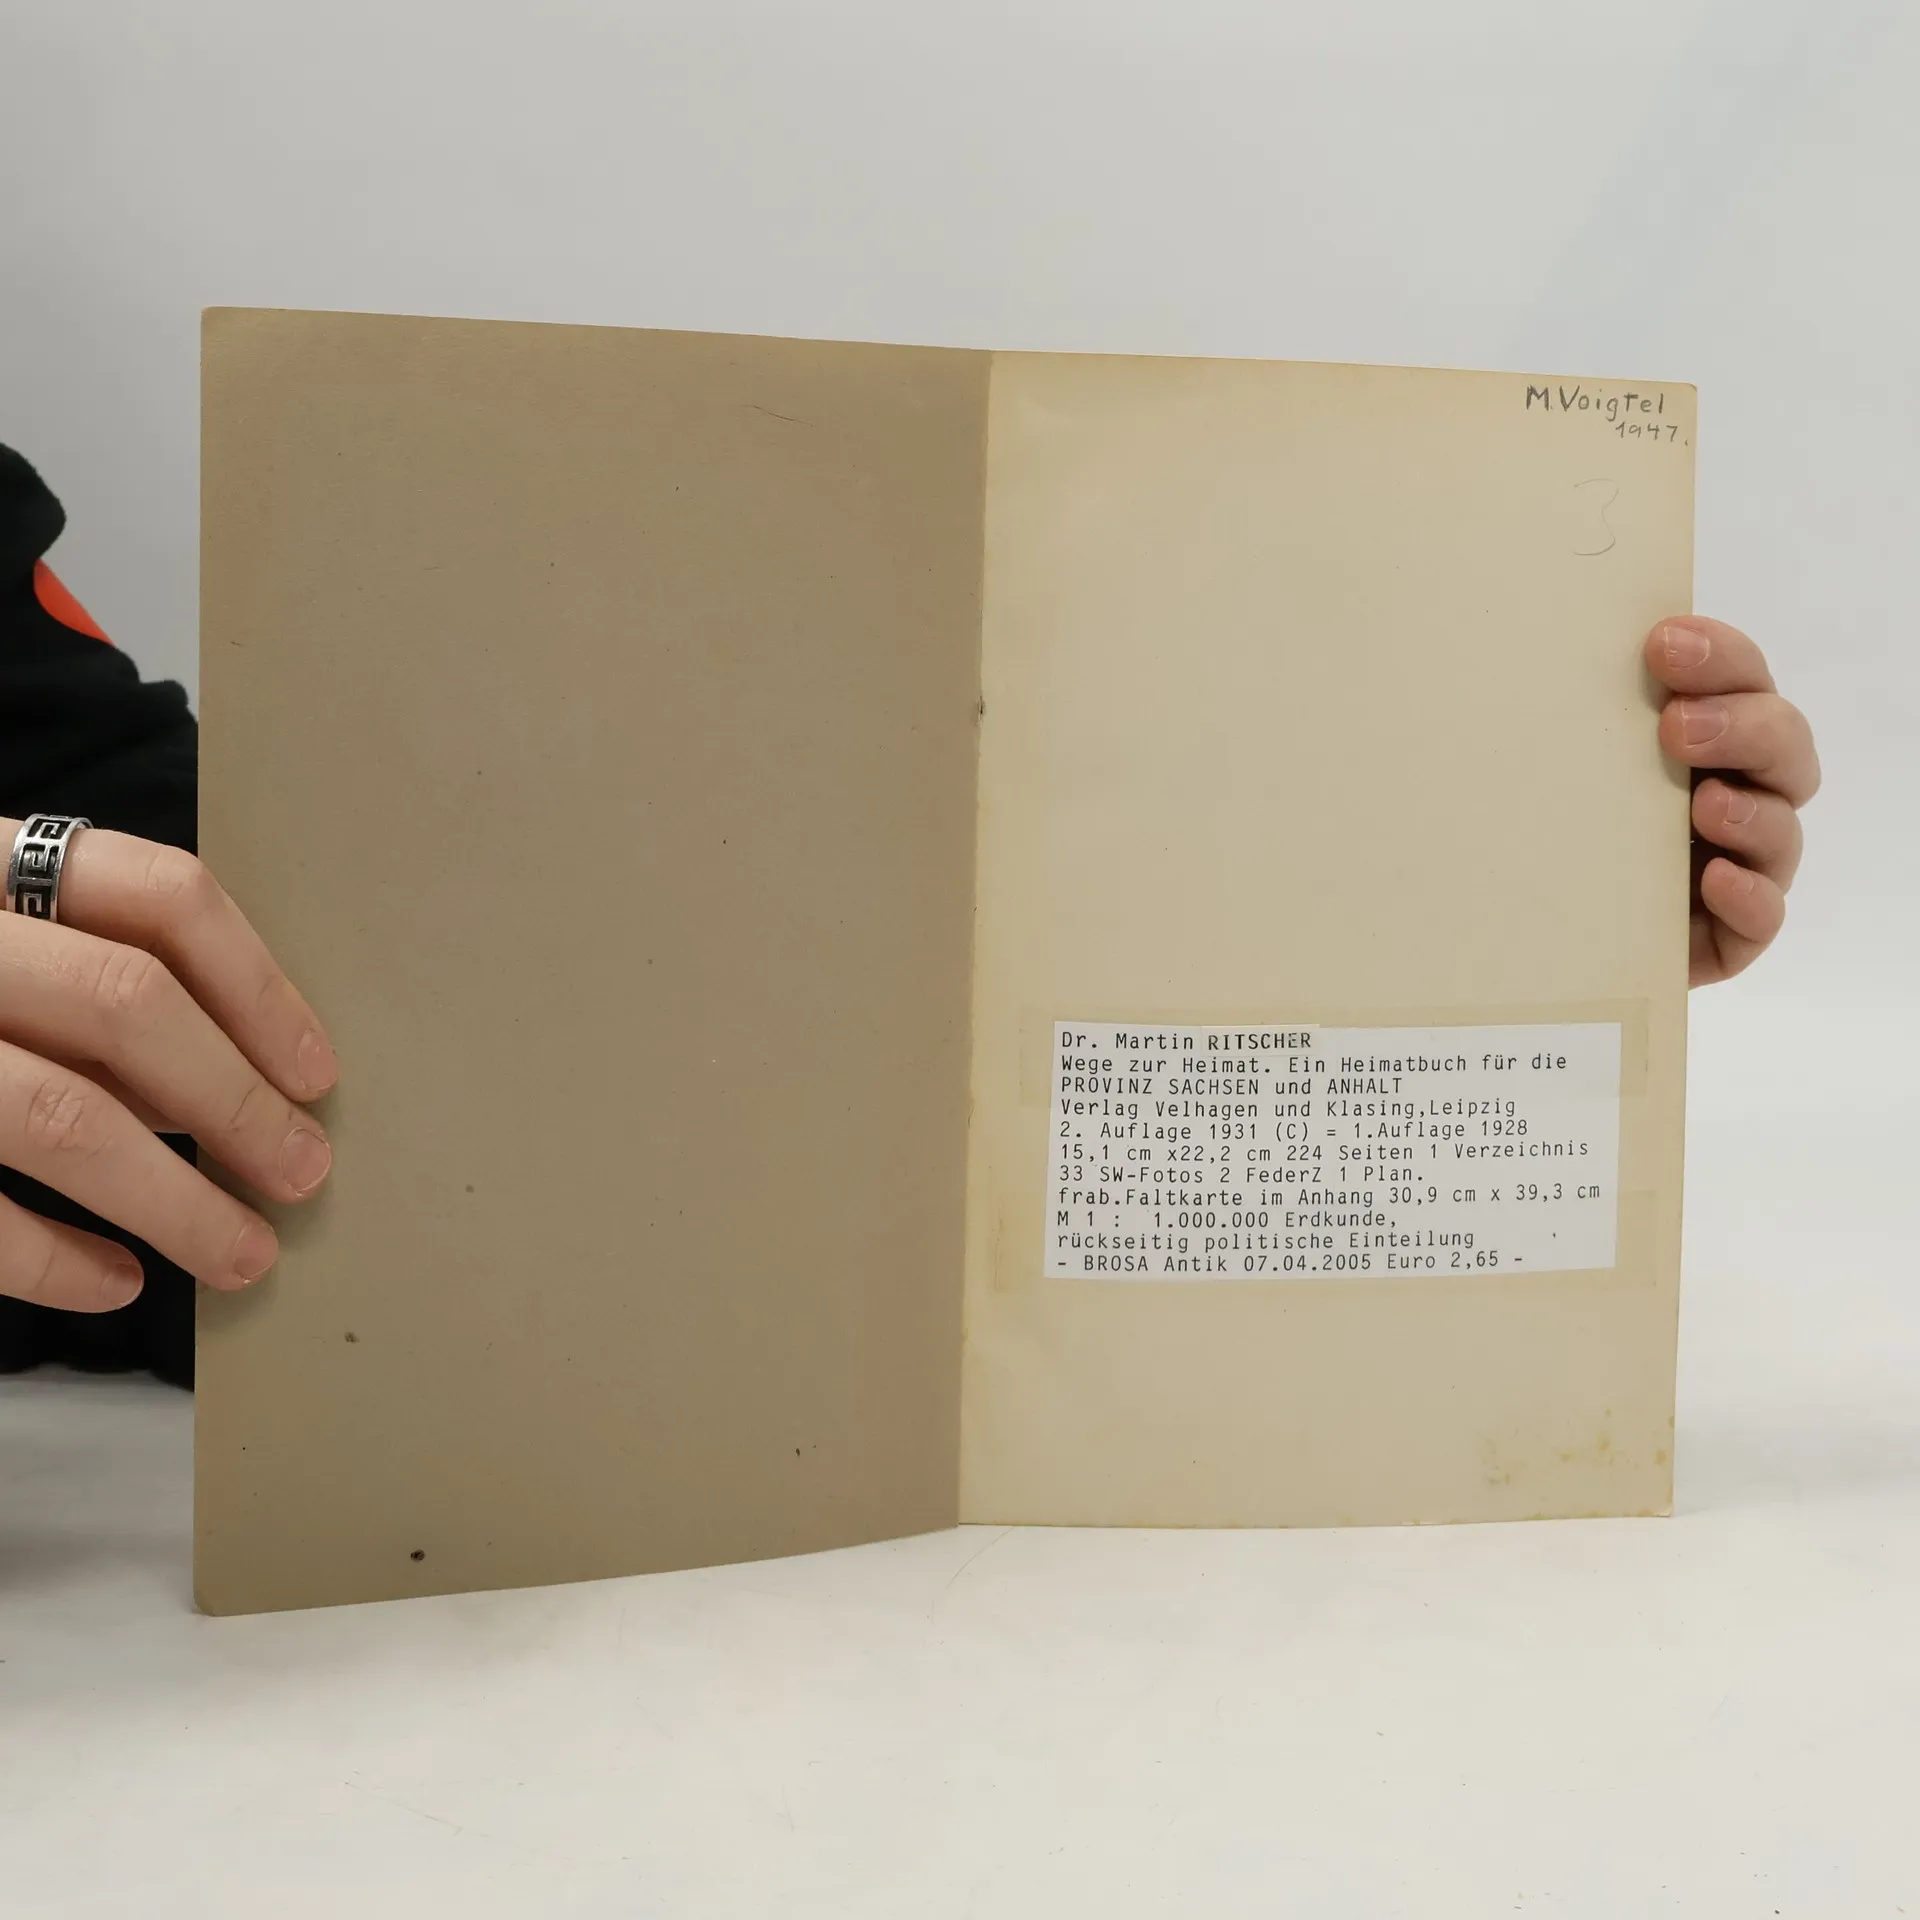 M. Voigtel
1947.
3
Dr. Martin RITSCHER
Wege zur Heimat. Ein Heimatbuch für die
PROVINZ SACHSEN und ANHALT
Verlag Velhagen und Klasing,Leipzig
2. Auflage 1931 (C) = 1.Auflage 1928
15,1 cm x22,2 cm 224 Seiten 1 Verzeichnis
33 SW-Fotos 2 FederZ 1 Plan.
frab.Faltkarte im Anhang 30,9 cm x 39,3 cm
M 1 : 1.000.000 Erdkunde,
rückseitig politische Einteilung
- BROSA Antik 07.04.2005 Euro 2,65 -